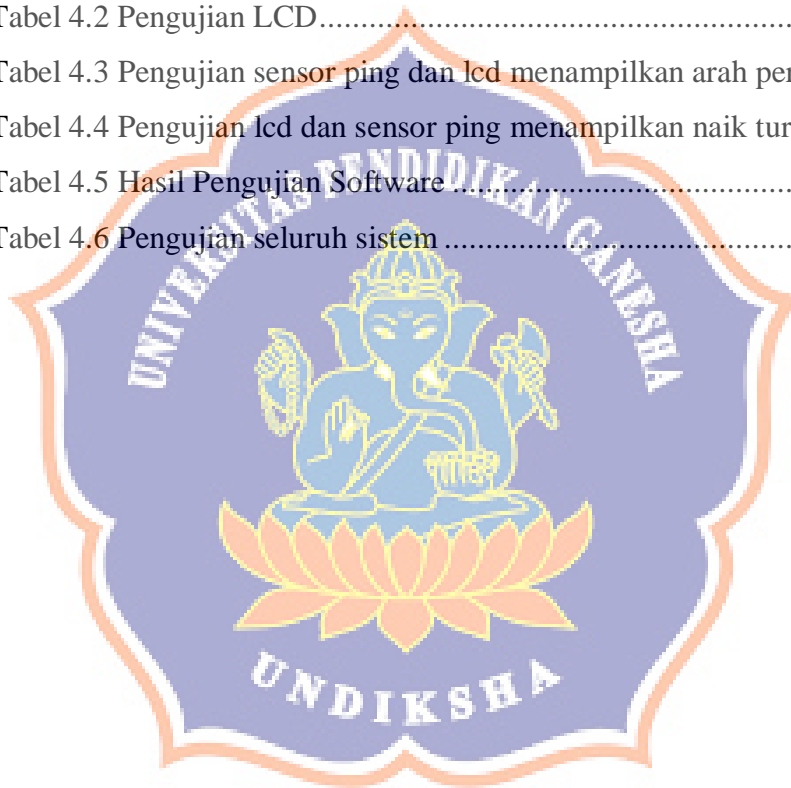 Tabel 4.2 Pengujian LCD.......................................................
Tabel 4.3 Pengujian sensor ping dan lcd menampilkan arah
Tabel 4.4 Pengujian lcd dan sensor ping menampilkan naik
Tabel 4.5 Hasil Pengujian Software.......................................
Tabel 4.6 Pengujian seluruh sistem.......................................
UNIVERSITAS PENDIDIKAN GANESHA
UNDIKSHA